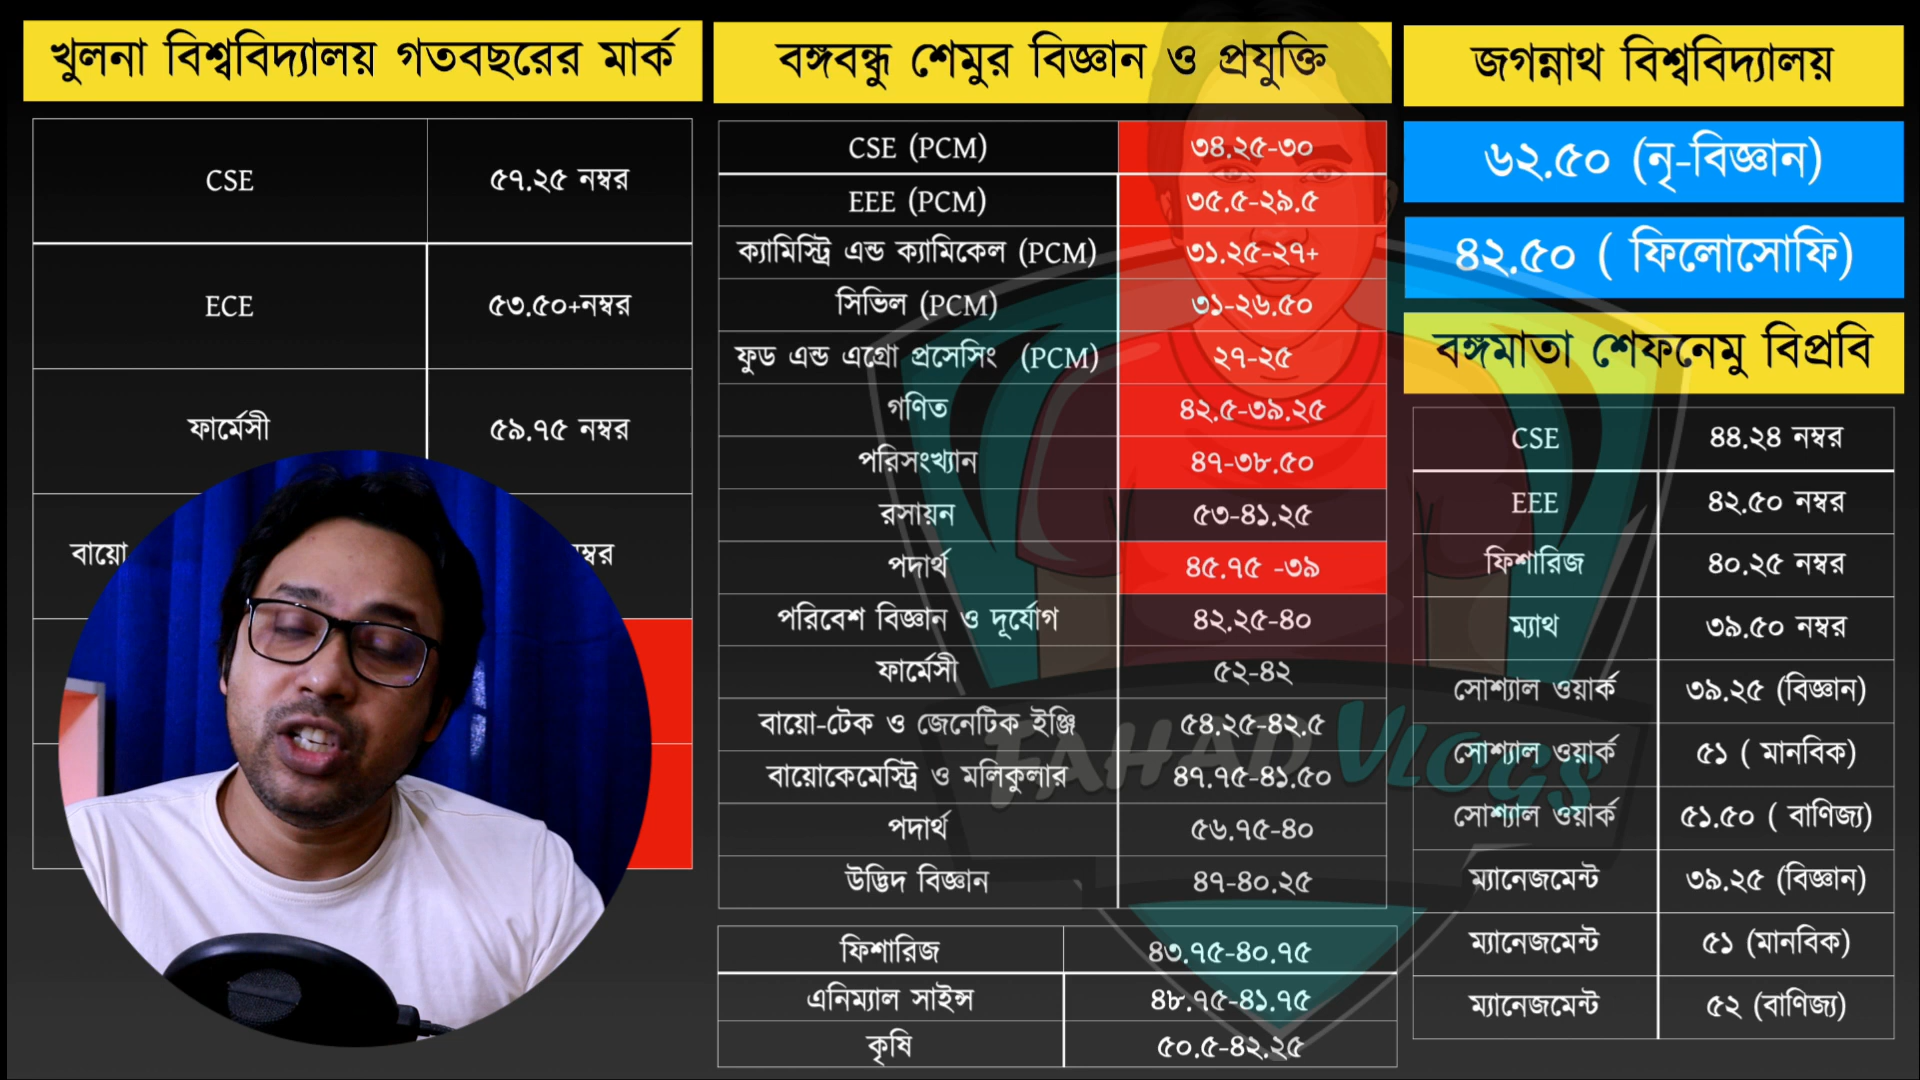 খুলনা বিশ্ববিদ্যালয় গতবছরের মার্ক
CSE ৫৭.২৫ নম্বর
ECE ৫৩.৫০+নম্বর
ফার্মেসী ৫৯.৭৫ নম্বর
বায়ো
ম্বর
বঙ্গবন্ধু শেমুর বিজ্ঞান ও প্রযুক্তি
CSE (PCM) ৩৪.২৫-৩০
EEE (PCM) ৩৫.৫-২৯.৫
ক্যামিস্ট্রি এন্ড ক্যামিকেল (PCM) ৩১.২৫-২৭+
সিভিল (PCM) ৩১-২৬.৫০
ফুড এন্ড এগ্রো প্রসেসিং (PCM) ২৭-২৫
গণিত ৪২.৫-৩৯.২৫
পরিসংখ্যান ৪৭-৩৮.৫০
রসায়ন ৫৩-৪১.২৫
পদার্থ ৪৫.৭৫ -৩৯
পরিবেশ বিজ্ঞান ও দূর্যোগ ৪২.২৫-৪০
ফার্মেসী ৫২-৪২
বায়ো-টেক ও জেনেটিক ইঞ্জি ৫৪.২৫-৪২.৫
বায়োকেমেস্ট্রি ও মলিকুলার ৪৭.৭৫-৪১.৫০
পদার্থ ৫৬.৭৫-৪০
উদ্ভিদ বিজ্ঞান ৪৭-৪০.২৫
ফিশারিজ ৪৩.৭৫-৪০.৭৫
এনিম্যাল সাইন্স ৪৮.৭৫-৪১.৭৫
কৃষি ৫০.৫-৪২.২৫
জগন্নাথ বিশ্ববিদ্যালয়
৬২.৫০ (নৃ-বিজ্ঞান)
৪২.৫০ ( ফিলোসোফি)
বঙ্গমাতা শেফনেমু বিপ্রবি
CSE ৪৪.২৪ নম্বর
EEE ৪২.৫০ নম্বর
ফিশারিজ ৪০.২৫ নম্বর
ম্যাথ ৩৯.৫০ নম্বর
সোশ্যাল ওয়ার্ক ৩৯.২৫ (বিজ্ঞান)
সোশ্যাল ওয়ার্ক ৫১ ( মানবিক)
সোশ্যাল ওয়ার্ক ৫১.৫০ ( বাণিজ্য)
ম্যানেজমেন্ট ৩৯.২৫ (বিজ্ঞান)
ম্যানেজমেন্ট ৫১ (মানবিক)
ম্যানেজমেন্ট ৫২ (বাণিজ্য)
FAHAD VLOGS